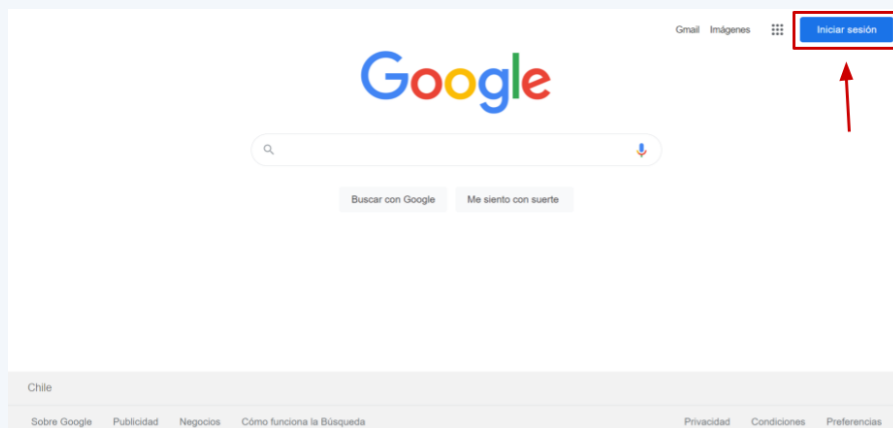 Gmail Imágenes Iniciar sesión
Google
Buscar con Google Me siento con suerte
Chile
Sobre Google Publicidad Negocios Cómo funciona la Búsqueda Privacidad Condiciones Preferencias